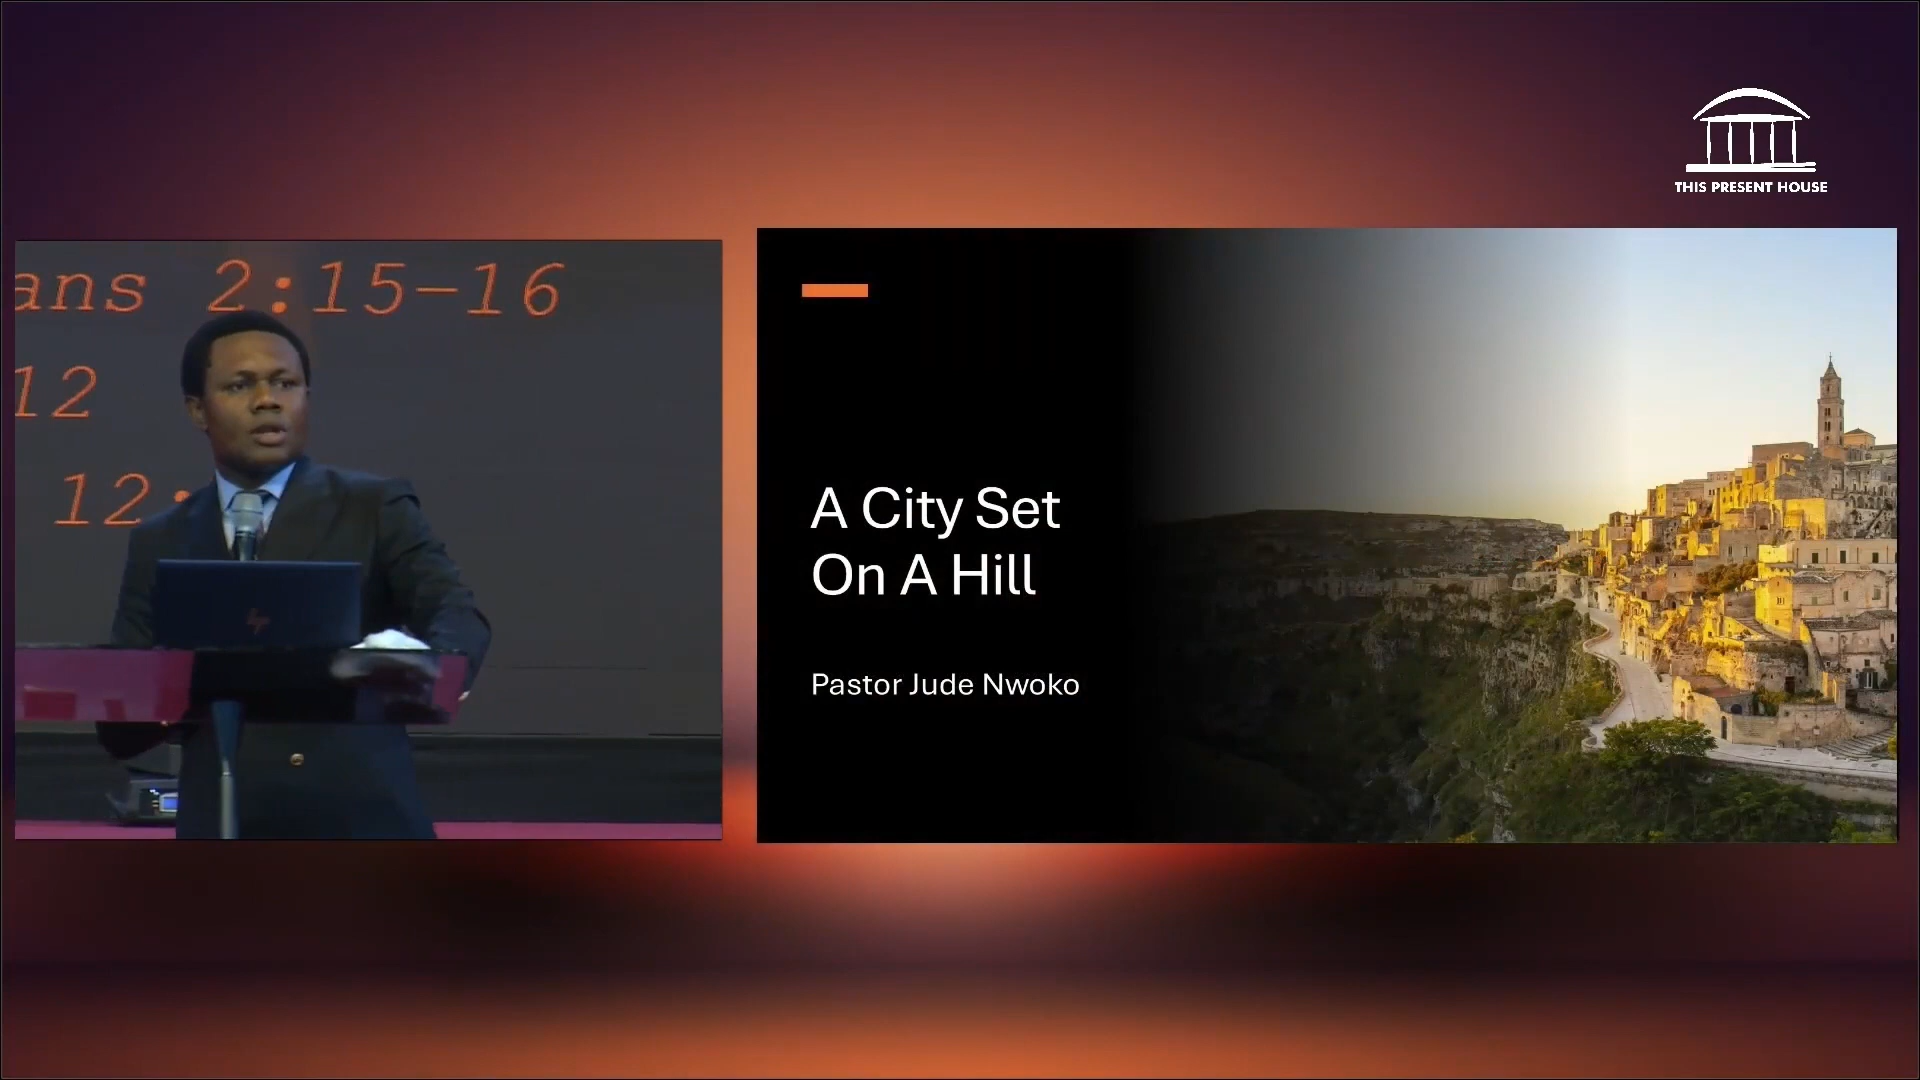 THIS PRESENT HOUSE
ans 2:15-16
12
12:
A City Set
On A Hill
Pastor Jude Nwoko